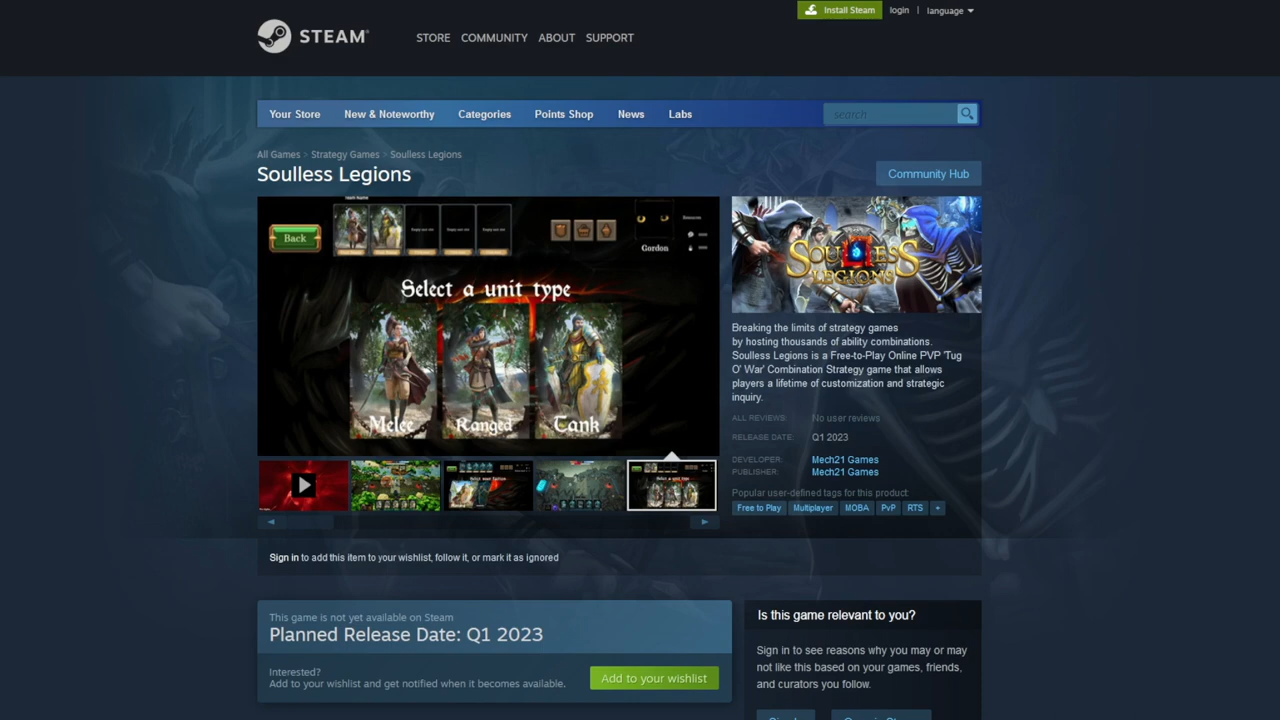 Install Steam
login | language
STEAM
STORE COMMUNITY ABOUT SUPPORT
Your Store New & Noteworthy Categories Points Shop News Labs search
All Games > Strategy Games > Soulless Legions
Soulless Legions
Community Hub
Back
Gordon
Select a unit type
Melee Ranged Tank
SOULLESS
LEGIONS
Breaking the limits of strategy games
by hosting thousands of ability combinations.
Soulless Legions is a Free-to-Play Online PVP 'Tug
O' War' Combination Strategy game that allows
players a lifetime of customization and strategic
inquiry.
ALL REVIEWS: No user reviews
RELEASE DATE: Q1 2023
DEVELOPER: Mech21 Games
PUBLISHER: Mech21 Games
Popular user-defined tags for this product:
Free to Play Multiplayer MOBA PvP RTS +
Sign in to add this item to your wishlist, follow it, or mark it as ignored
This game is not yet available on Steam
Planned Release Date: Q1 2023
Interested?
Add to your wishlist and get notified when it becomes available.
Add to your wishlist
Is this game relevant to you?
Sign in to see reasons why you may or may
not like this based on your games, friends,
and curators you follow.